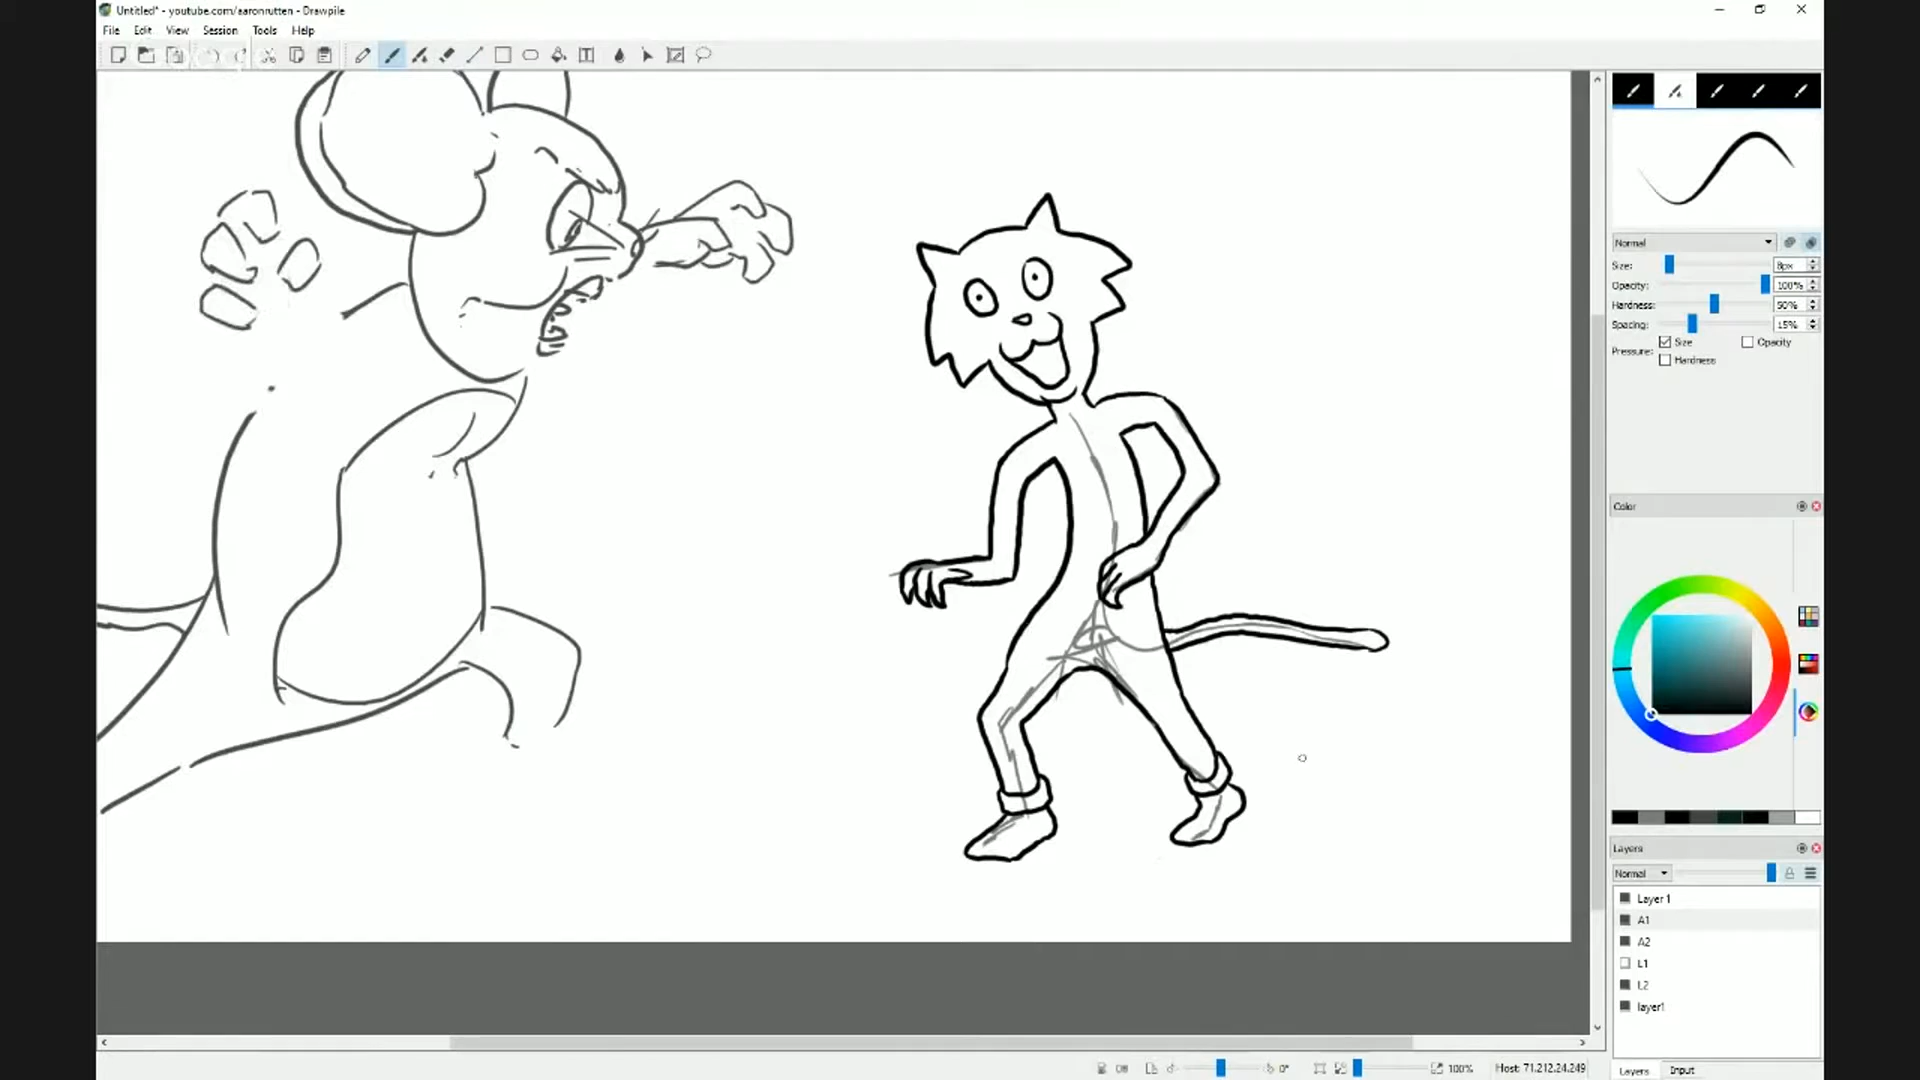 Untitled* - youtube.com/aaronrutten - Drawpile
File Edit View Session Tools Help
Normal
Size: 8px
Opacity: 100%
Hardness: 50%
Spacing: 15%
Pressure: Size Opacity
Hardness
Color
Layers
Normal
Layer 1
A1
A2
L1
L2
layer1
Layers Input
0° 100% Host: 71.212.24.249